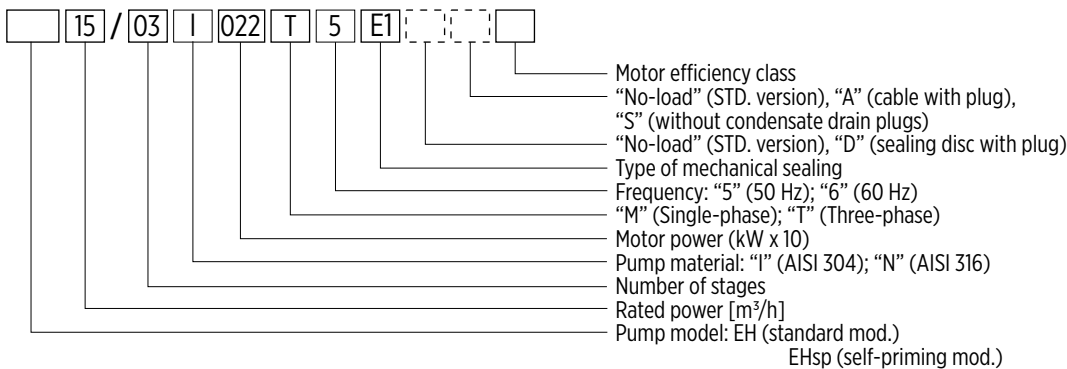 15 / 03 I 022 T 5 E1
Motor efficiency class
“No-load” (STD. version), “A” (cable with plug),
“S” (without condensate drain plugs)
“No-load” (STD. version), “D” (sealing disc with plug)
Type of mechanical sealing
Frequency: “5” (50 Hz); “6” (60 Hz)
“M” (Single-phase); “T” (Three-phase)
Motor power (kW x 10)
Pump material: “I” (AISI 304); “N” (AISI 316)
Number of stages
Rated power [m³/h]
Pump model: EH (standard mod.)
EHsp (self-priming mod.)